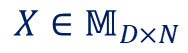 𝑋 ∈ 𝕄_{𝐷×𝑁}